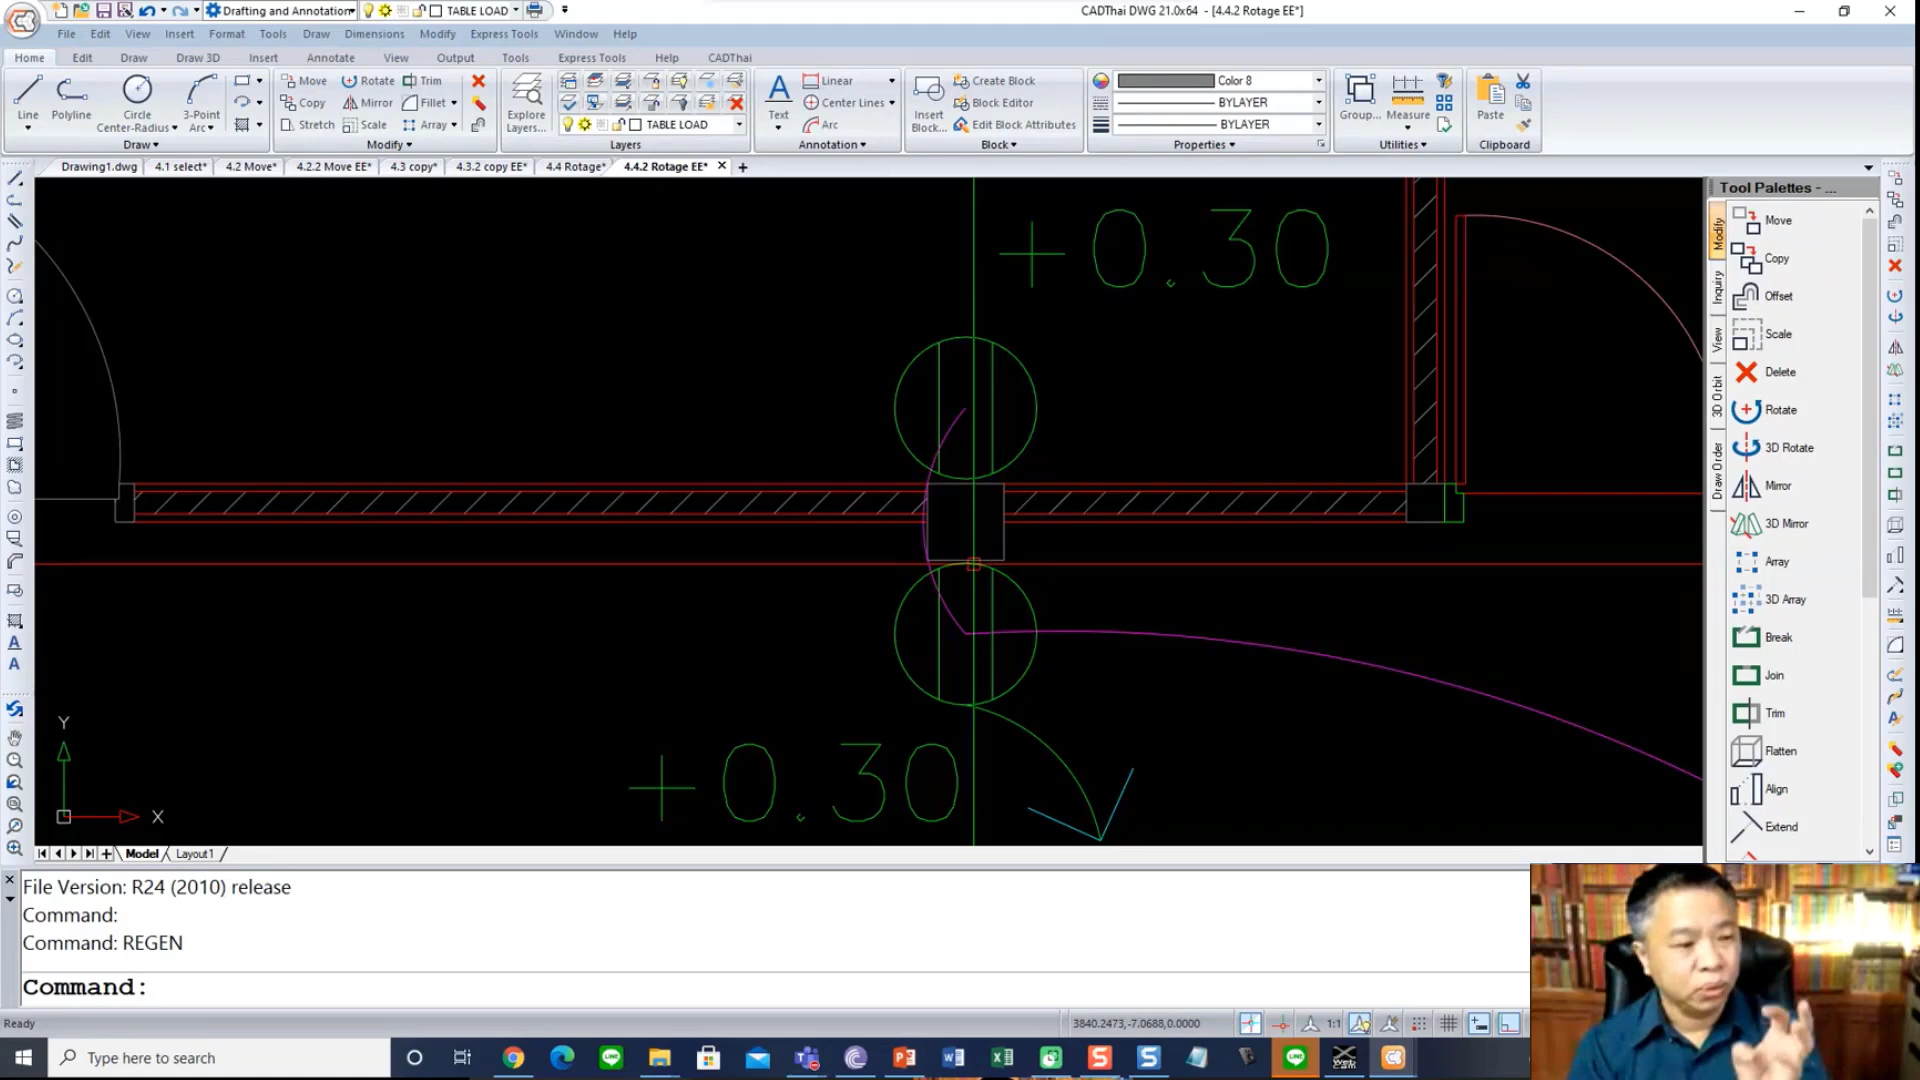 Drafting and Annotation
TABLE LOAD
CADThai DWG 21.0x64 - [4.4.2 Rotage EE*]
File Edit View Insert Format Tools Draw Dimensions Modify Express Tools Window Help
Home Edit Draw Draw 3D Insert Annotate View Output Tools Express Tools Help CADThai
Line
Polyline
Circle
Center-Radius
3-Point
Arc
Draw
Move Rotate Trim
Copy Mirror Fillet
Stretch Scale Array
Modify
Explore
Layers...
TABLE LOAD
Layers
Text
Linear
Center Lines
Arc
Annotation
Insert
Block...
Create Block
Block Editor
Edit Block Attributes
Block
Color 8
BYLAYER
BYLAYER
Properties
Group...
Measure
Utilities
Paste
Clipboard
Drawing1.dwg 4.1 select* 4.2 Move* 4.2.2 Move EE* 4.3 copy* 4.3.2 copy EE* 4.4 Rotage* 4.4.2 Rotage EE*
+0.30
+0.30
Y
X
Tool Palettes - ...
Modify
Inquiry
View
3D Orbit
Draw Order
Move
Copy
Offset
Scale
Delete
Rotate
3D Rotate
Mirror
3D Mirror
Array
3D Array
Break
Join
Trim
Flatten
Align
Extend
Model Layout1
File Version: R24 (2010) release
Command:
Command: REGEN
Command:
Ready
3840.2473,-7.0688,0.0000
1:1
Type here to search